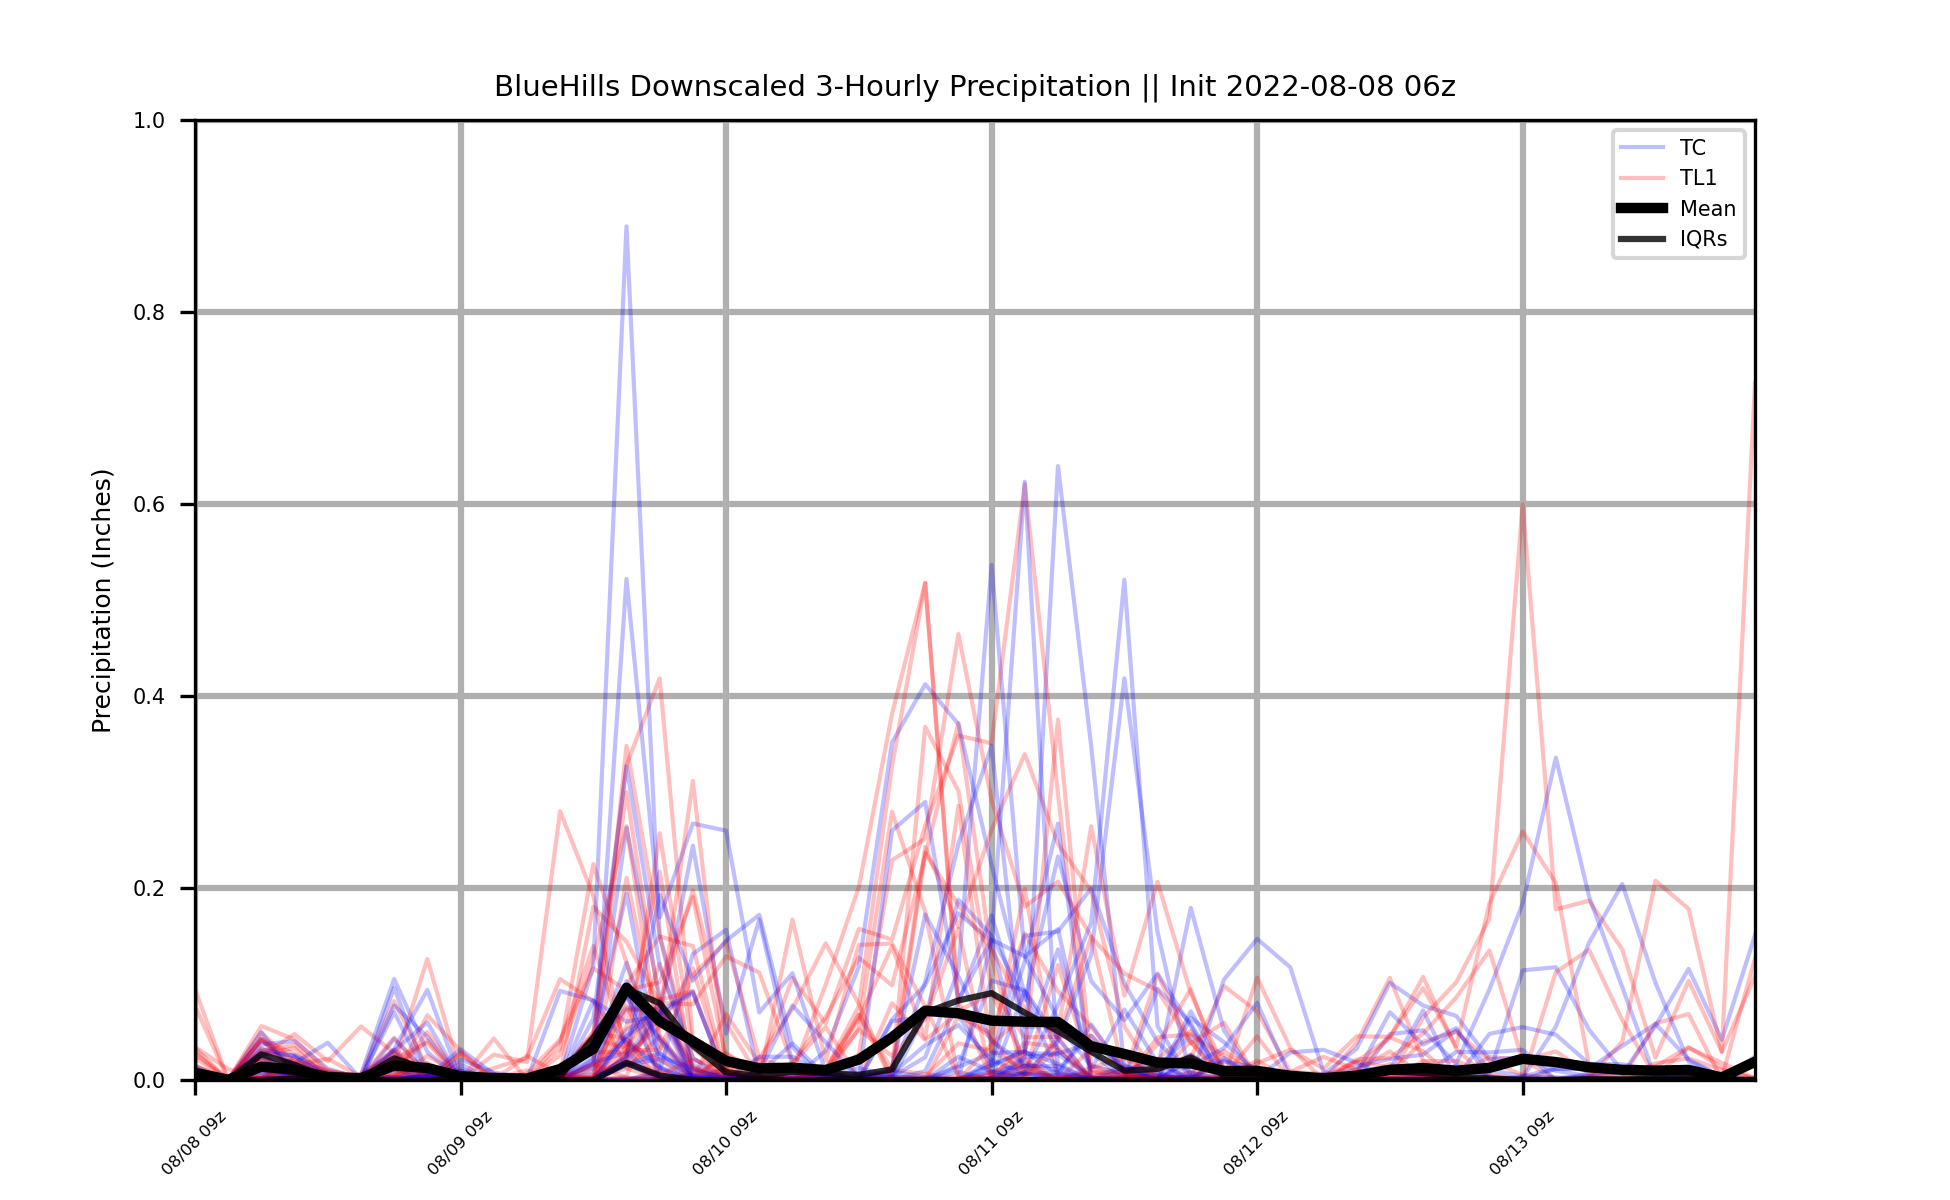 BlueHills Downscaled 3-Hourly Precipitation || Init 2022-08-08 06z
TC
TL1
Mean
IQRs
Precipitation (Inches)
1.0
0.8
0.6
0.4
0.2
0.0
08/08 09z
08/09 09z
08/10 09z
08/11 09z
08/12 09z
08/13 09z